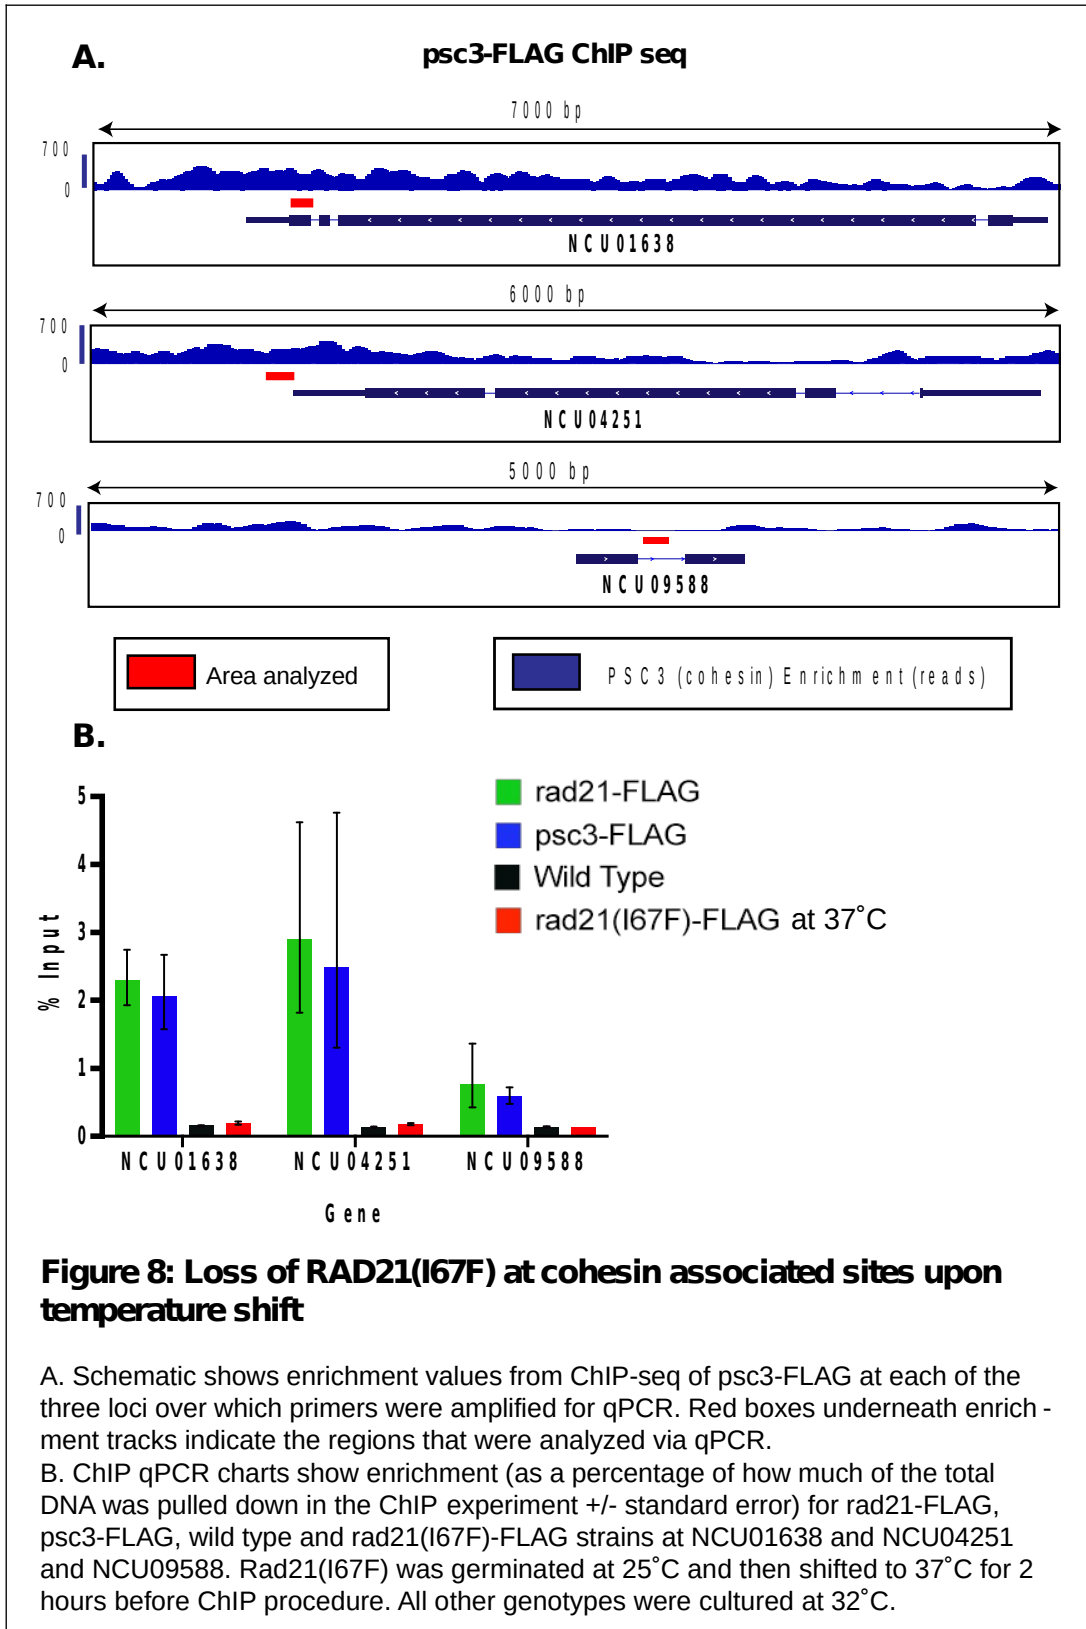 A.
psc3-FLAG ChIP seq
7000 bp
700
0
NCU01638
6000 bp
700
0
NCU04251
5000 bp
700
0
NCU09588
Area analyzed
PSC3 (cohesin) Enrichment (reads)
B.
rad21-FLAG
psc3-FLAG
Wild Type
rad21(I67F)-FLAG at 37˚C
% Input
5
4
3
2
1
0
NCU01638 NCU04251 NCU09588
Gene
Figure 8: Loss of RAD21(I67F) at cohesin associated sites upon
temperature shift
A. Schematic shows enrichment values from ChIP-seq of psc3-FLAG at each of the
three loci over which primers were amplified for qPCR. Red boxes underneath enrich-
ment tracks indicate the regions that were analyzed via qPCR.
B. ChIP qPCR charts show enrichment (as a percentage of how much of the total
DNA was pulled down in the ChIP experiment +/- standard error) for rad21-FLAG,
psc3-FLAG, wild type and rad21(I67F)-FLAG strains at NCU01638 and NCU04251
and NCU09588. Rad21(I67F) was germinated at 25˚C and then shifted to 37˚C for 2
hours before ChIP procedure. All other genotypes were cultured at 32˚C.